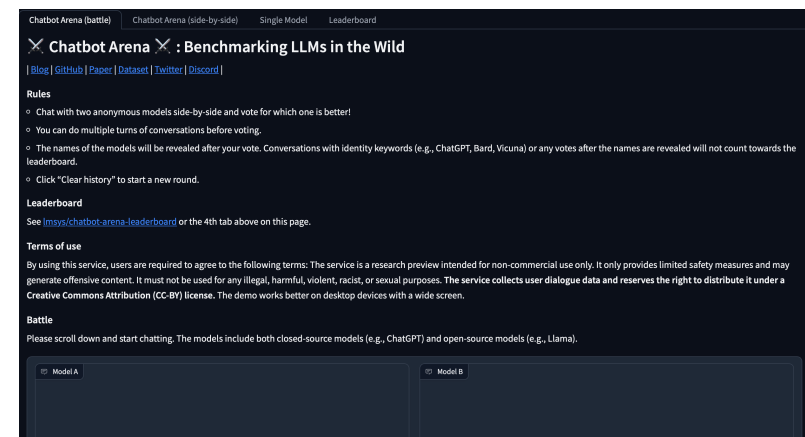 Chatbot Arena (battle) Chatbot Arena (side-by-side) Single Model Leaderboard
⚔ Chatbot Arena ⚔ : Benchmarking LLMs in the Wild
| Blog | GitHub | Paper | Dataset | Twitter | Discord |
Rules
Chat with two anonymous models side-by-side and vote for which one is better!
You can do multiple turns of conversations before voting.
The names of the models will be revealed after your vote. Conversations with identity keywords (e.g., ChatGPT, Bard, Vicuna) or any votes after the names are revealed will not count towards the
leaderboard.
Click “Clear history” to start a new round.
Leaderboard
See lmsys/chatbot-arena-leaderboard or the 4th tab above on this page.
Terms of use
By using this service, users are required to agree to the following terms: The service is a research preview intended for non-commercial use only. It only provides limited safety measures and may
generate offensive content. It must not be used for any illegal, harmful, violent, racist, or sexual purposes. The service collects user dialogue data and reserves the right to distribute it under a
Creative Commons Attribution (CC-BY) license. The demo works better on desktop devices with a wide screen.
Battle
Please scroll down and start chatting. The models include both closed-source models (e.g., ChatGPT) and open-source models (e.g., Llama).
Model A Model B